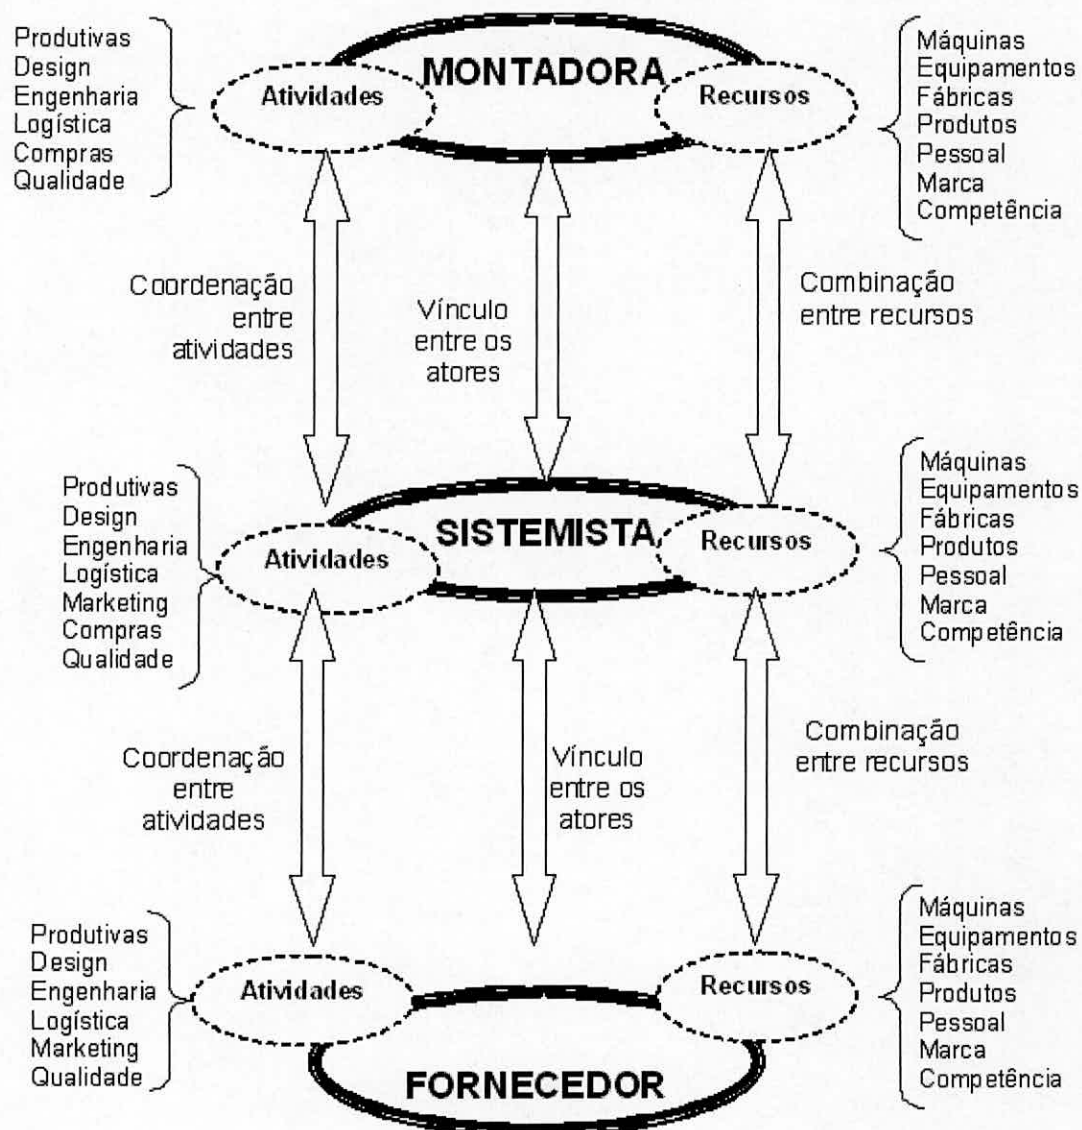 Produtivas
Design
Engenharia
Logística
Compras
Qualidade
Atividades
MONTADORA
Recursos
Máquinas
Equipamentos
Fábricas
Produtos
Pessoal
Marca
Competência
Coordenação
entre
atividades
Vínculo
entre os
atores
Combinação
entre recursos
Produtivas
Design
Engenharia
Logística
Marketing
Compras
Qualidade
Atividades
SISTEMISTA
Recursos
Máquinas
Equipamentos
Fábricas
Produtos
Pessoal
Marca
Competência
Coordenação
entre
atividades
Vínculo
entre os
atores
Combinação
entre recursos
Produtivas
Design
Engenharia
Logística
Marketing
Qualidade
Atividades
FORNECEDOR
Recursos
Máquinas
Equipamentos
Fábricas
Produtos
Pessoal
Marca
Competência